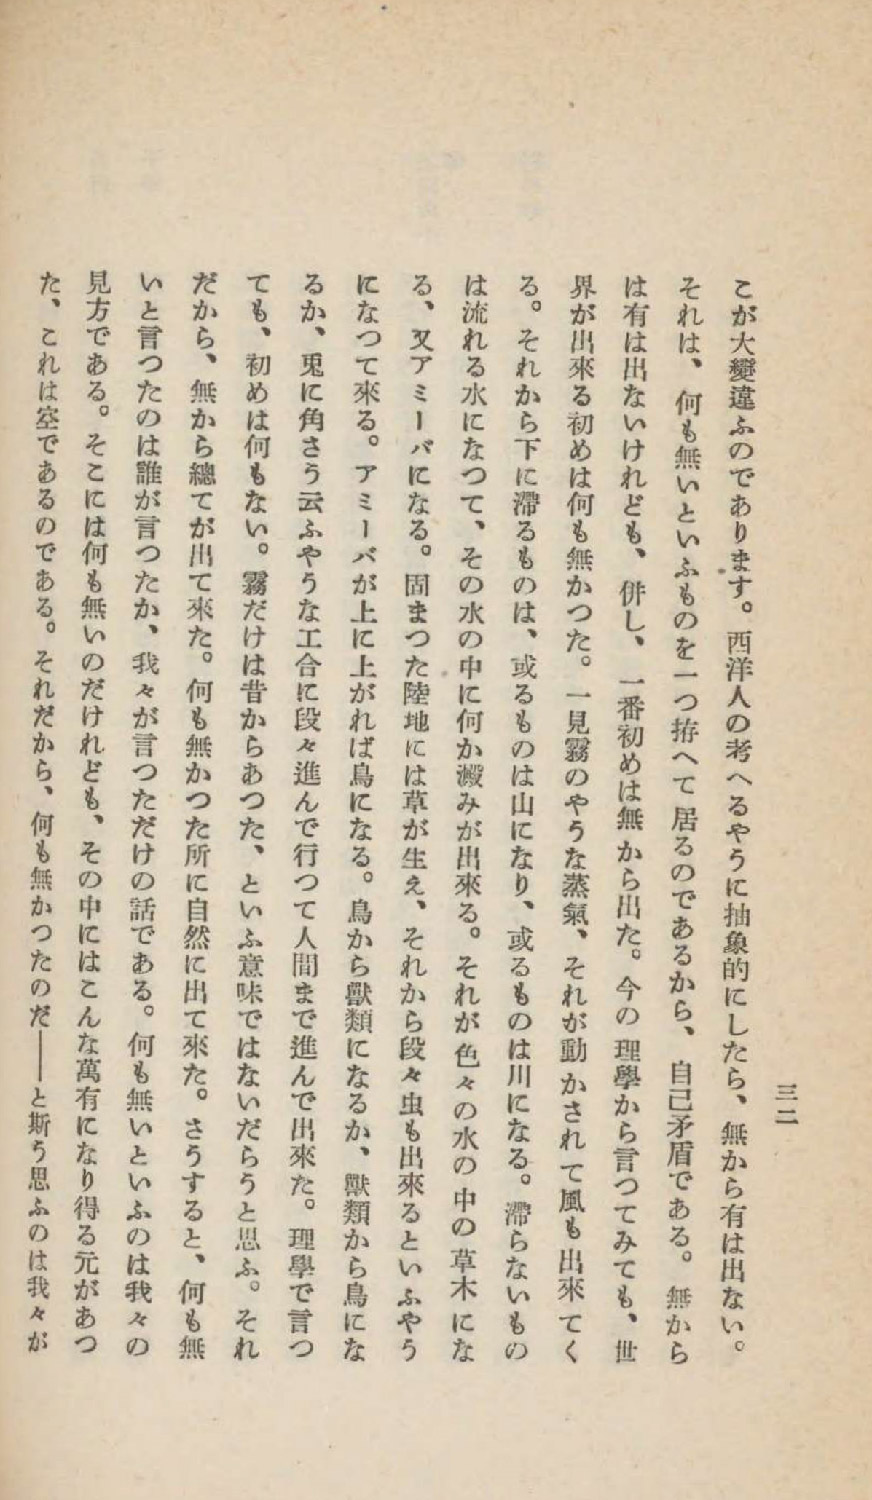 三二
こが大變違ふのであります。西洋人の考へるやうに抽象的にしたら、無から有は出ない。
それは、何も無いといふものを一つ拵へて居るのであるから、自己矛盾である。無から
は有は出ないけれども、併し、一番初めは無から出た。今の理學から言つてみても、世
界が出來る初めは何も無かつた。一見霧のやうな蒸氣、それが動かされて風も出來てく
る。それから下に滯るものは、或るものは山になり、或るものは川になる。滯らないもの
は流れる水になつて、その水の中に何か澱みが出來る。それが色々の水の中の草木にな
る、又アミーバになる。固まつた陸地には草が生え、それから段々虫も出來るといふやう
になつて來る。アミーバが上に上がれば鳥になる。鳥から獸類になるか、獸類から鳥にな
るか、兎に角さう云ふやうな工合に段々進んで行つて人間まで進んで出來た。理學で言つ
ても、初めは何もない。霧だけは昔からあつた、といふ意味ではないだらうと思ふ。それ
だから、無から總てが出て來た。何も無かつた所に自然に出て來た。さうすると、何も無
いと言つたのは誰が言つたか、我々が言つただけの話である。何も無いといふのは我々の
見方である。そこには何も無いのだけれども、その中にはこんな萬有になり得る元があつ
た、これは空であるのである。それだから、何も無かつたのだ――と斯う思ふのは我々が